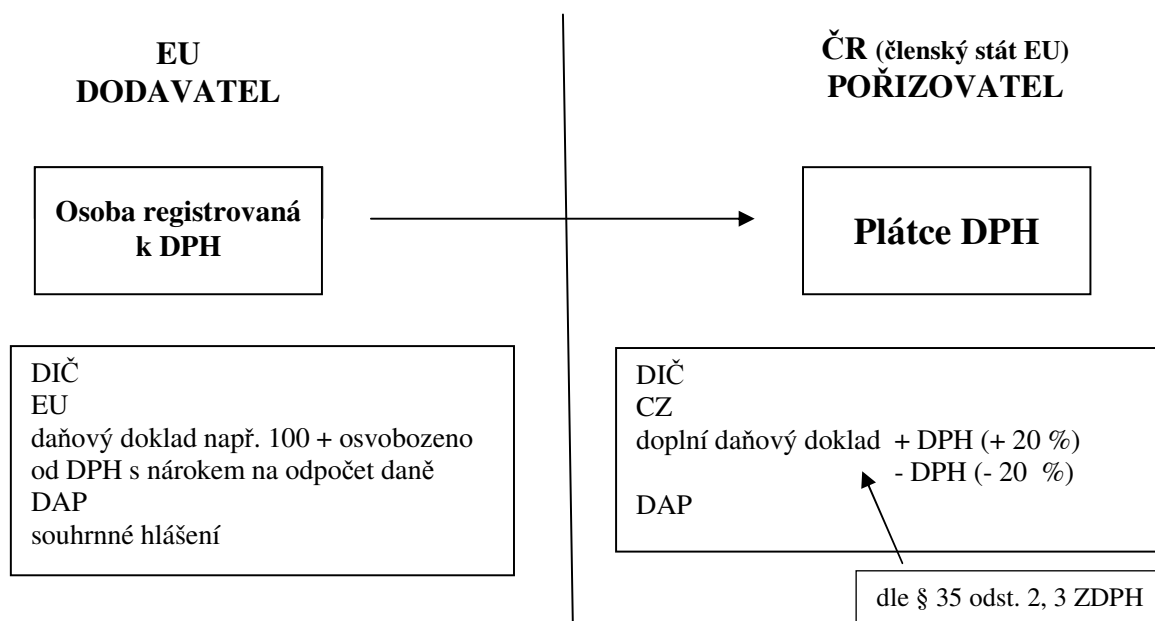 EU
DODAVATEL
ČR (členský stát EU)
POŘIZOVATEL
Osoba registrovaná
k DPH
Plátce DPH
DIČ
EU
daňový doklad např. 100 + osvobozeno
od DPH s nárokem na odpočet daně
DAP
souhrnné hlášení
DIČ
CZ
doplní daňový doklad + DPH (+ 20 %)
- DPH (- 20 %)
DAP
dle § 35 odst. 2, 3 ZDPH